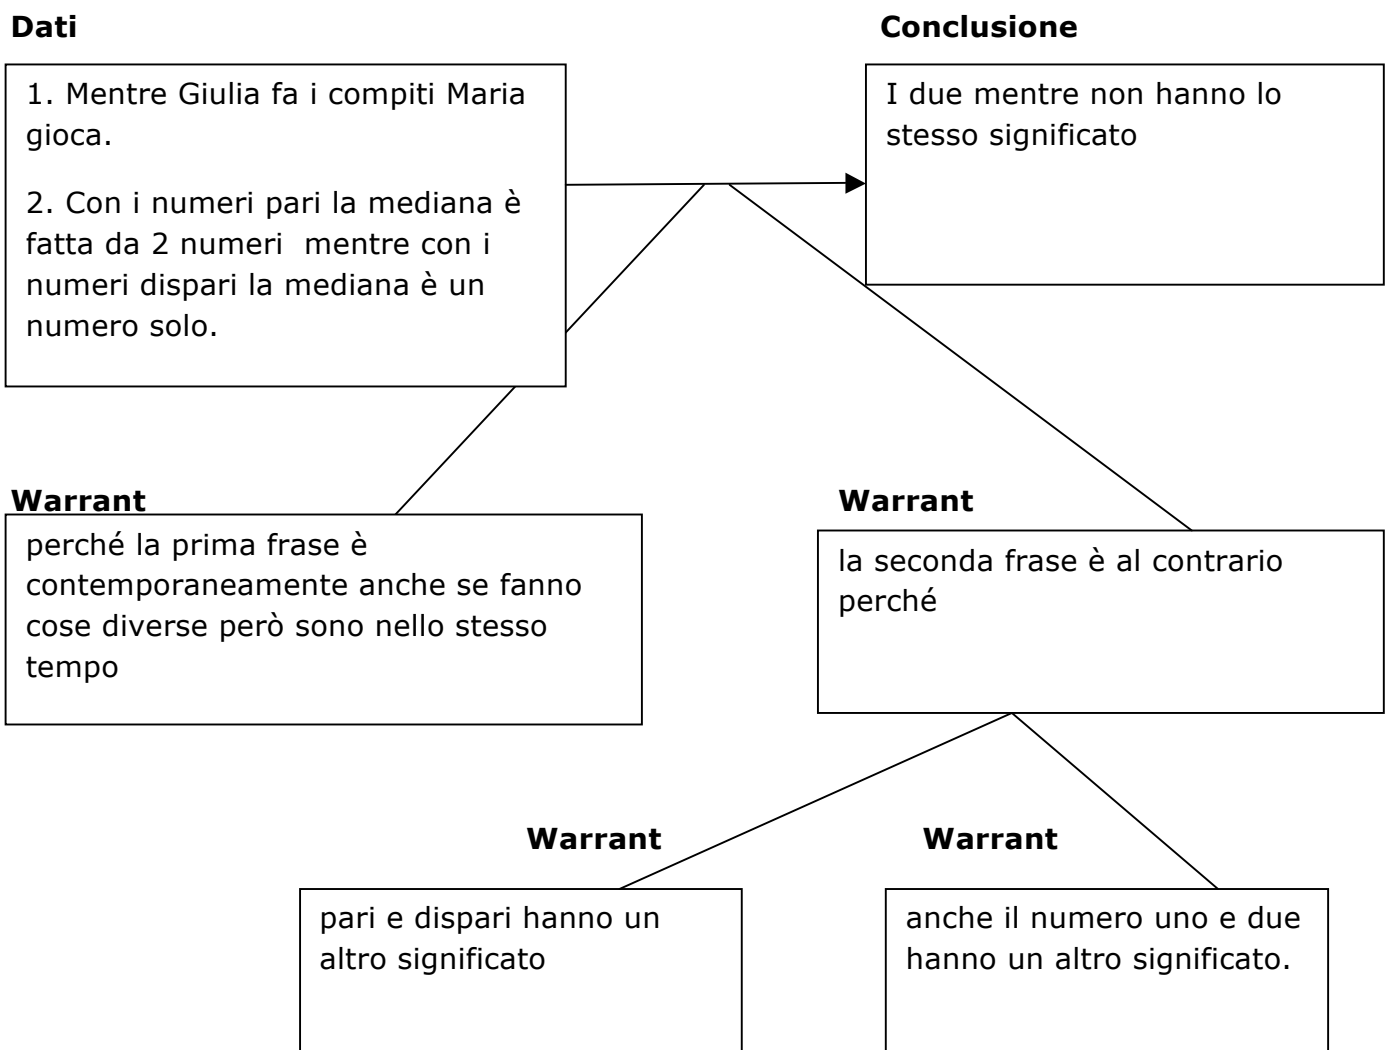 Dati
Conclusione
1. Mentre Giulia fa i compiti Maria
gioca.
2. Con i numeri pari la mediana è
fatta da 2 numeri  mentre con i
numeri dispari la mediana è un
numero solo.
I due mentre non hanno lo
stesso significato
Warrant
perché la prima frase è
contemporaneamente anche se fanno
cose diverse però sono nello stesso
tempo
Warrant
la seconda frase è al contrario
perché
Warrant
pari e dispari hanno un
altro significato
Warrant
anche il numero uno e due
hanno un altro significato.